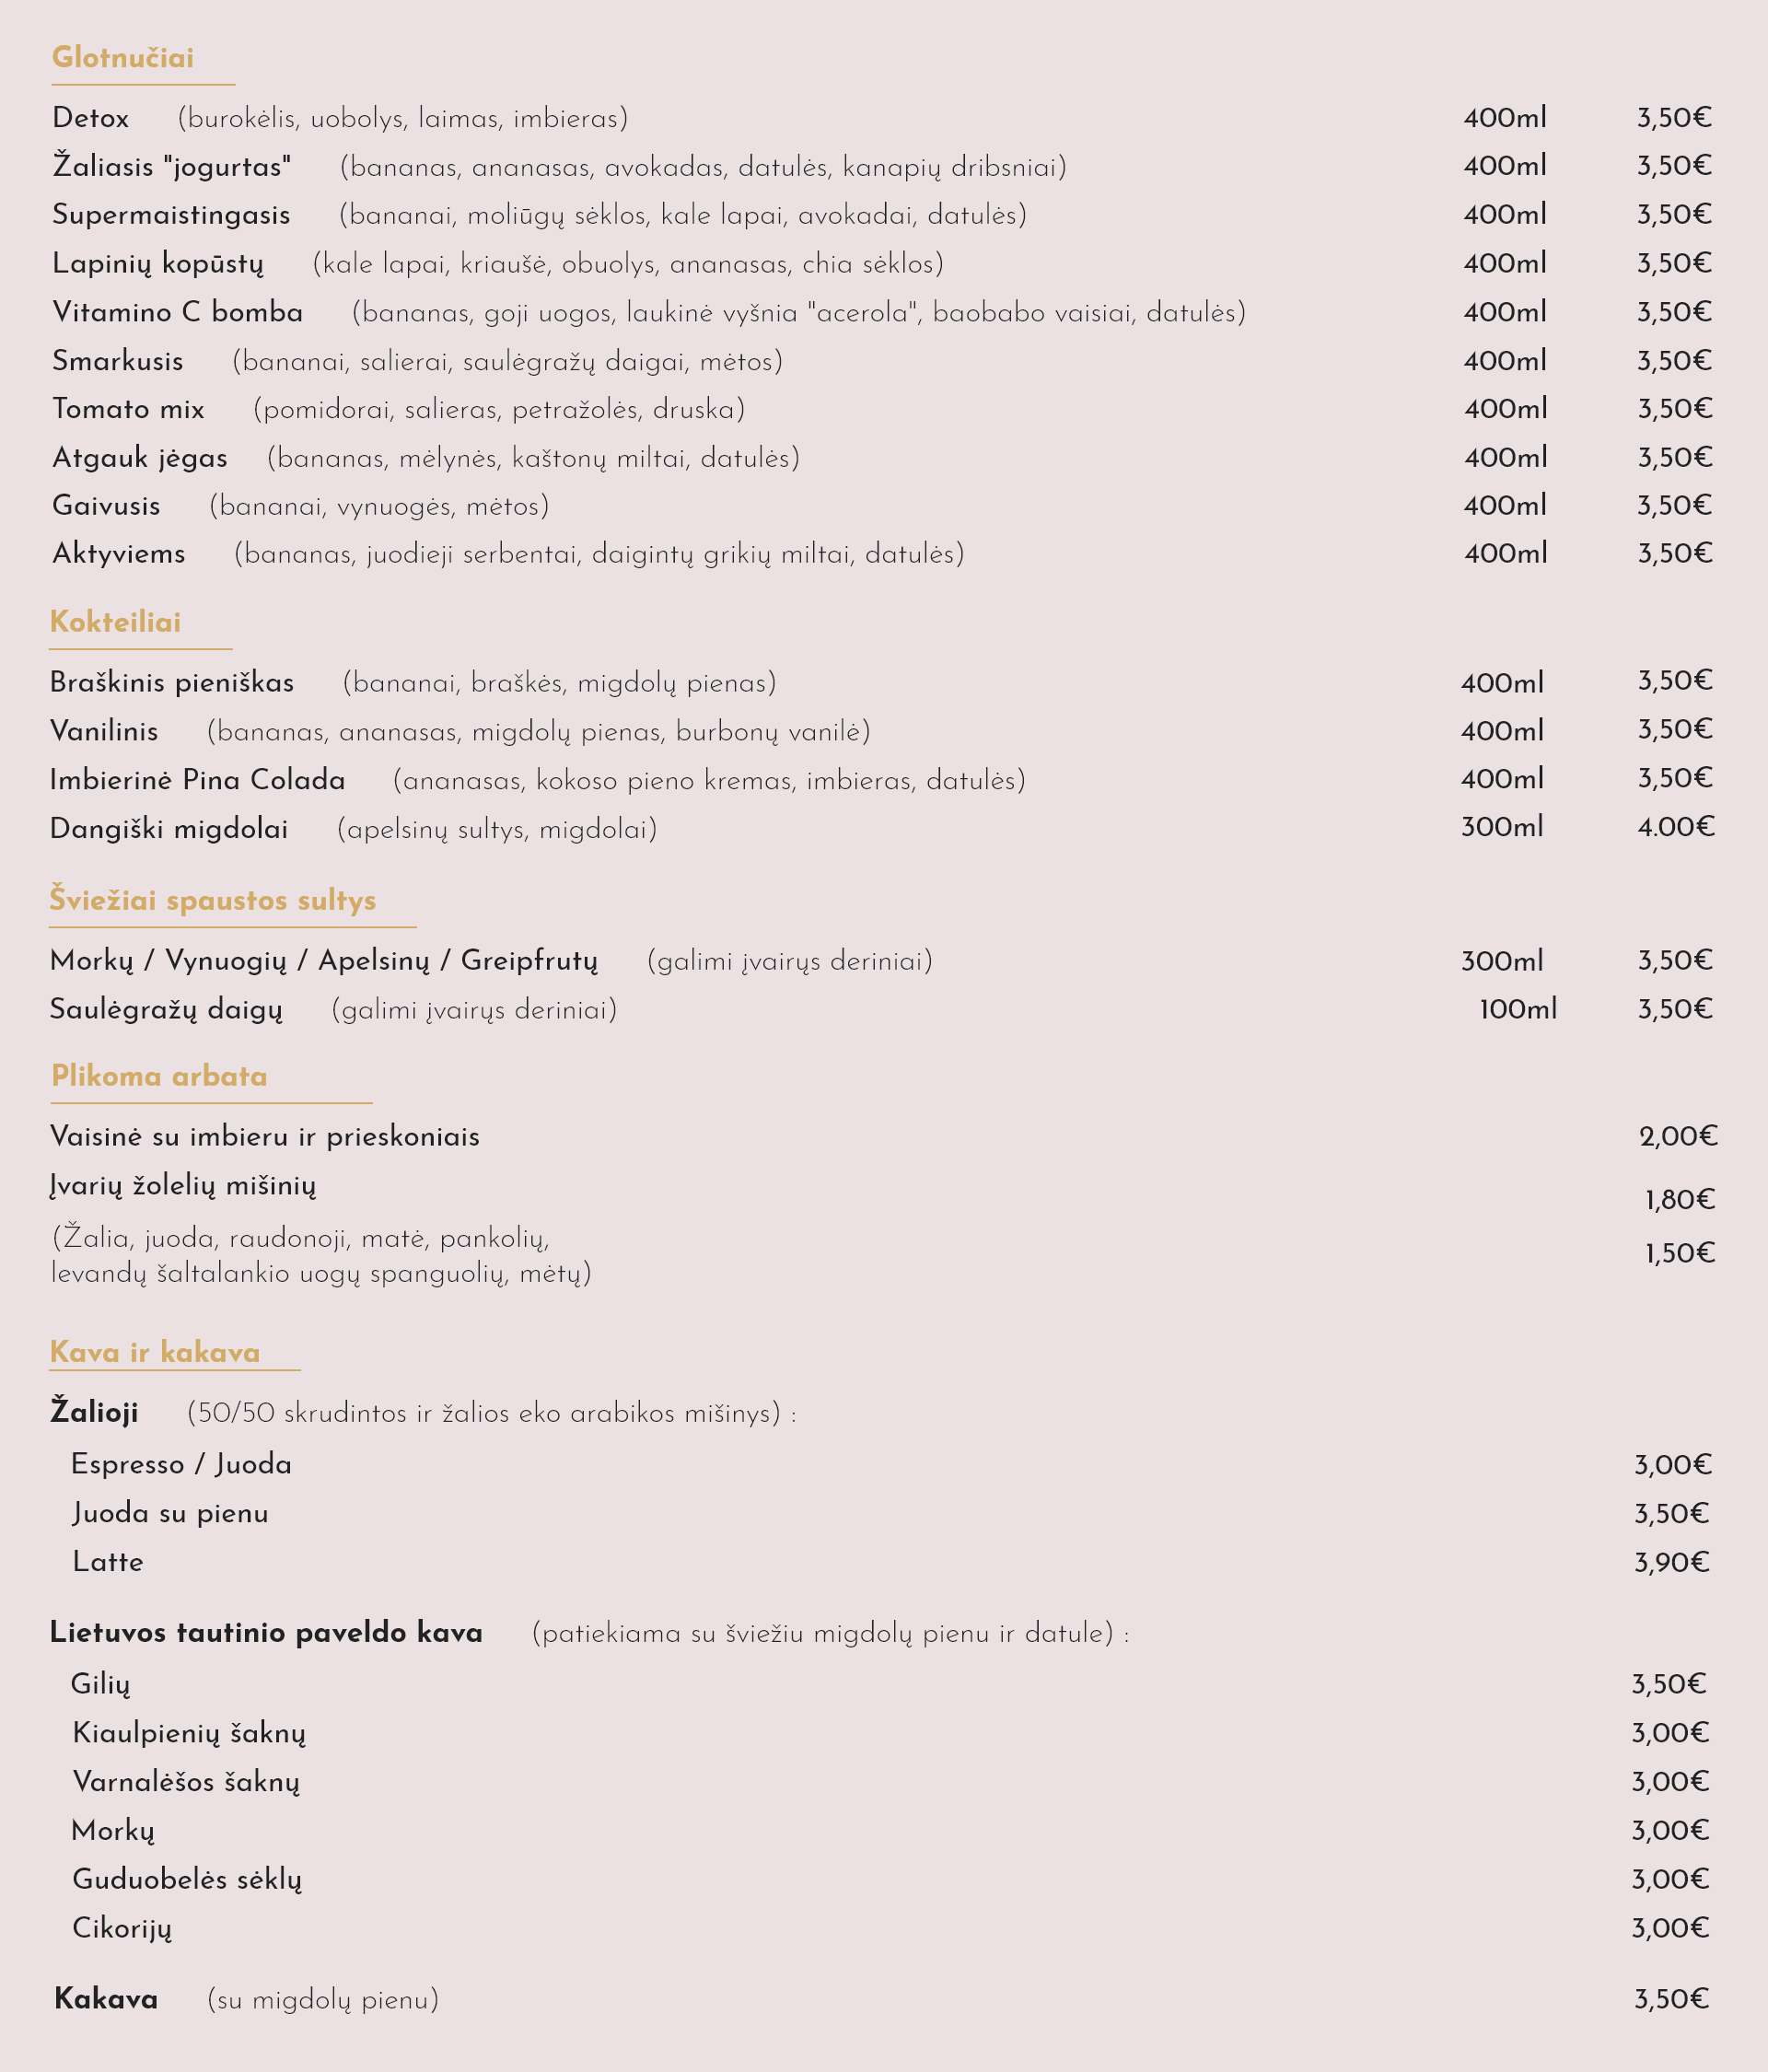 Glotnučiai
Detox (burokėlis, uobolys, laimas, imbieras) 400ml 3,50€
Žaliasis "jogurtas" (bananas, ananasas, avokadas, datulės, kanapių dribsniai) 400ml 3,50€
Supermaistingasis (bananai, moliūgų sėklos, kale lapai, avokadai, datulės) 400ml 3,50€
Lapinių kopūstų (kale lapai, kriaušė, obuolys, ananasas, chia sėklos) 400ml 3,50€
Vitamino C bomba (bananas, goji uogos, laukinė vyšnia "acerola", baobabo vaisiai, datulės) 400ml 3,50€
Smarkusis (bananai, salierai, saulėgražų daigai, mėtos) 400ml 3,50€
Tomato mix (pomidorai, salieras, petražolės, druska) 400ml 3,50€
Atgauk jėgas (bananas, mėlynės, kaštonų miltai, datulės) 400ml 3,50€
Gaivusis (bananai, vynuogės, mėtos) 400ml 3,50€
Aktyviems (bananas, juodieji serbentai, daigintų grikių miltai, datulės) 400ml 3,50€
Kokteiliai
Braškinis pieniškas (bananai, braškės, migdolų pienas) 400ml 3,50€
Vanilinis (bananas, ananasas, migdolų pienas, burbonų vanilė) 400ml 3,50€
Imbierinė Pina Colada (ananasas, kokoso pieno kremas, imbieras, datulės) 400ml 3,50€
Dangiški migdolai (apelsinų sultys, migdolai) 300ml 4.00€
Šviežiai spaustos sultys
Morkų / Vynuogių / Apelsinų / Greipfrutų (galimi įvairųs deriniai) 300ml 3,50€
Saulėgražų daigų (galimi įvairųs deriniai) 100ml 3,50€
Plikoma arbata
Vaisinė su imbieru ir prieskoniais 2,00€
Įvarių žolelių mišinių 1,80€
(Žalia, juoda, raudonoji, matė, pankolių, 1,50€
levandų šaltalankio uogų spanguolių, mėtų)
Kava ir kakava
Žalioji (50/50 skrudintos ir žalios eko arabikos mišinys) :
Espresso / Juoda 3,00€
Juoda su pienu 3,50€
Latte 3,90€
Lietuvos tautinio paveldo kava (patiekiama su šviežiu migdolų pienu ir datule) :
Gilių 3,50€
Kiaulpienių šaknų 3,00€
Varnalėšos šaknų 3,00€
Morkų 3,00€
Guduobelės sėklų 3,00€
Cikorijų 3,00€
Kakava (su migdolų pienu) 3,50€